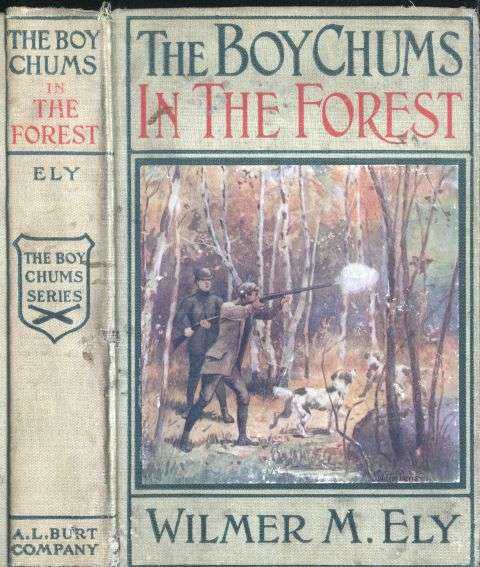 THE BOY
CHUMS
IN
THE
FOREST
ELY
THE BOY
CHUMS
SERIES
A.L. BURT
COMPANY
THE BOY CHUMS
IN THE FOREST
WILMER M. ELY